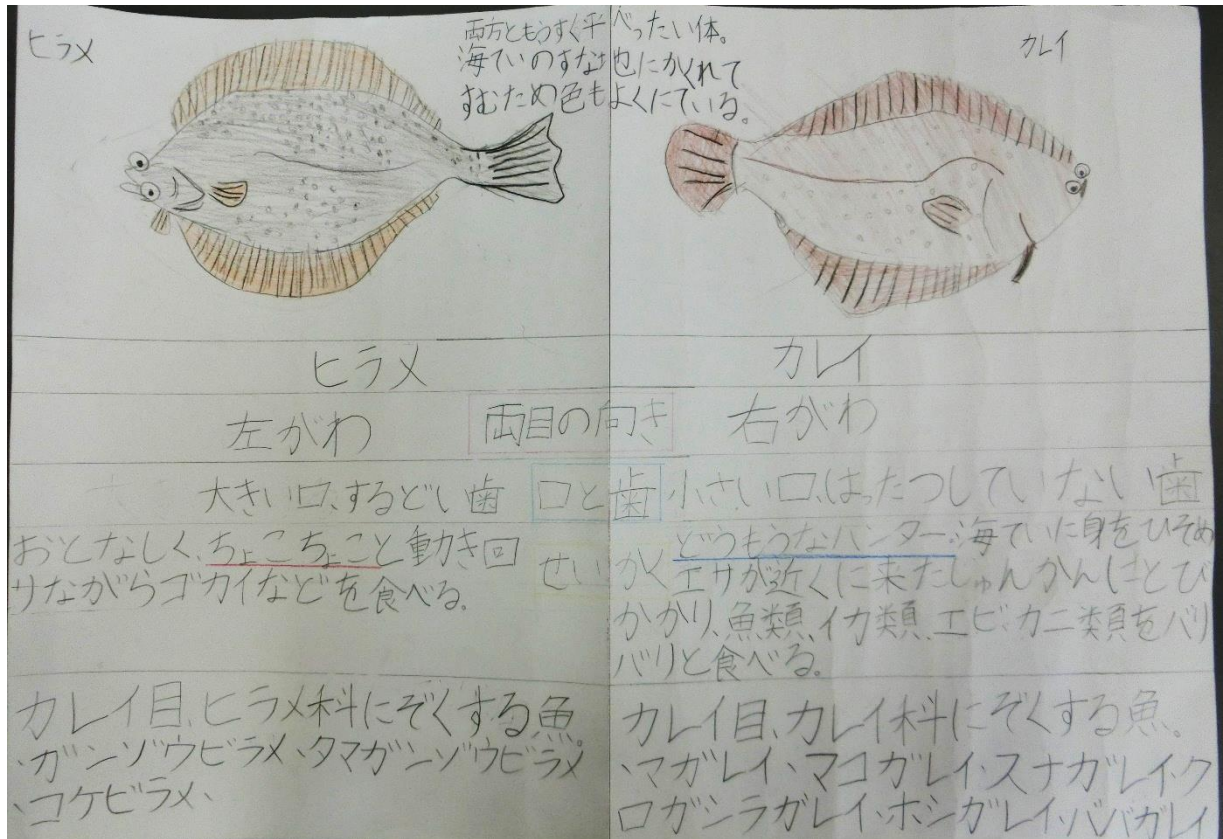 ヒラメ
両方ともうすく平べったい体。
海ていのすなま也にかくれて
すむため色もよくにている。
カレイ
ヒラメ
カレイ
左がわ
両目の向き
右がわ
大きい口、するどい歯
口と歯
小さい口、はったつしていない歯
おとなしく、ちょこちょこと動き回
りながらゴカイなどを食べる。
せいかく
どうもうなハンター。海ていに身をひそめ
エサが近くに来たしゅんかんにとび
かかり、魚類、イカ類、エビ・カニ類をバリ
バリと食べる。
カレイ目、ヒラメ科にぞくする魚。
、ガンゾウビラメ、タマガンゾウビラメ
、コケビラメ、
カレイ目、カレイ科にぞくする魚。
、マガレイ、マコガレイ、スナガレイ、ク
ロガシラガレイ、ホシガレイ、ババガレイ